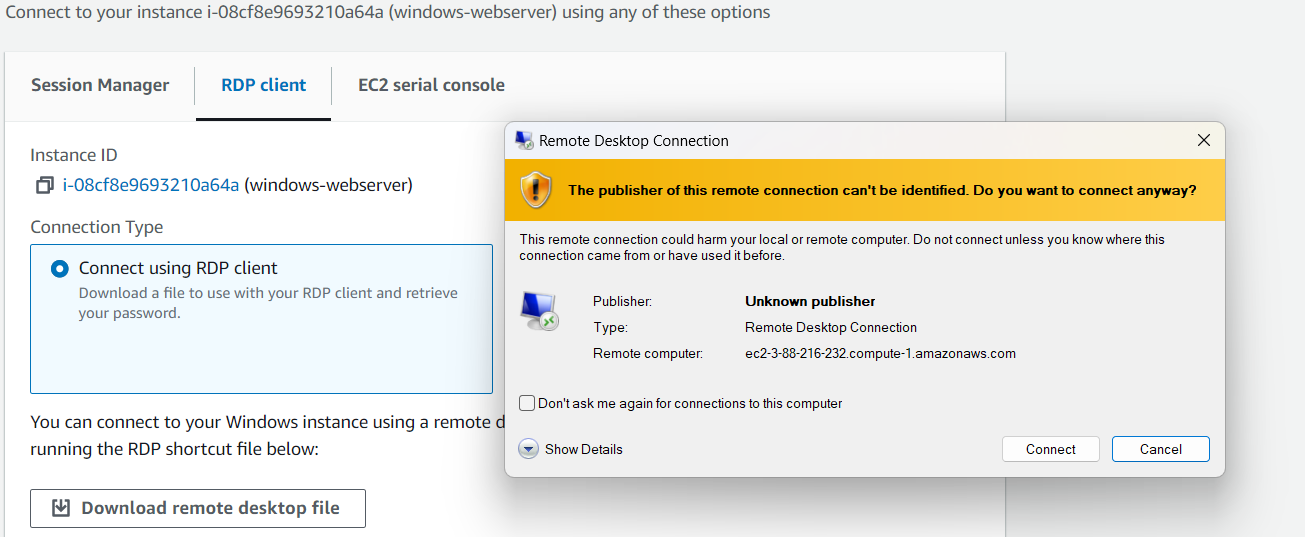 Connect to your instance i-08cf8e9693210a64a (windows-webserver) using any of these options
Session Manager
RDP client
EC2 serial console
Instance ID
i-08cf8e9693210a64a (windows-webserver)
Connection Type
Connect using RDP client
Download a file to use with your RDP client and retrieve
your password.
You can connect to your Windows instance using a remote d
running the RDP shortcut file below:
Download remote desktop file
Remote Desktop Connection
The publisher of this remote connection can't be identified. Do you want to connect anyway?
This remote connection could harm your local or remote computer. Do not connect unless you know where this
connection came from or have used it before.
Publisher: Unknown publisher
Type: Remote Desktop Connection
Remote computer: ec2-3-88-216-232.compute-1.amazonaws.com
Don't ask me again for connections to this computer
Show Details
Connect
Cancel